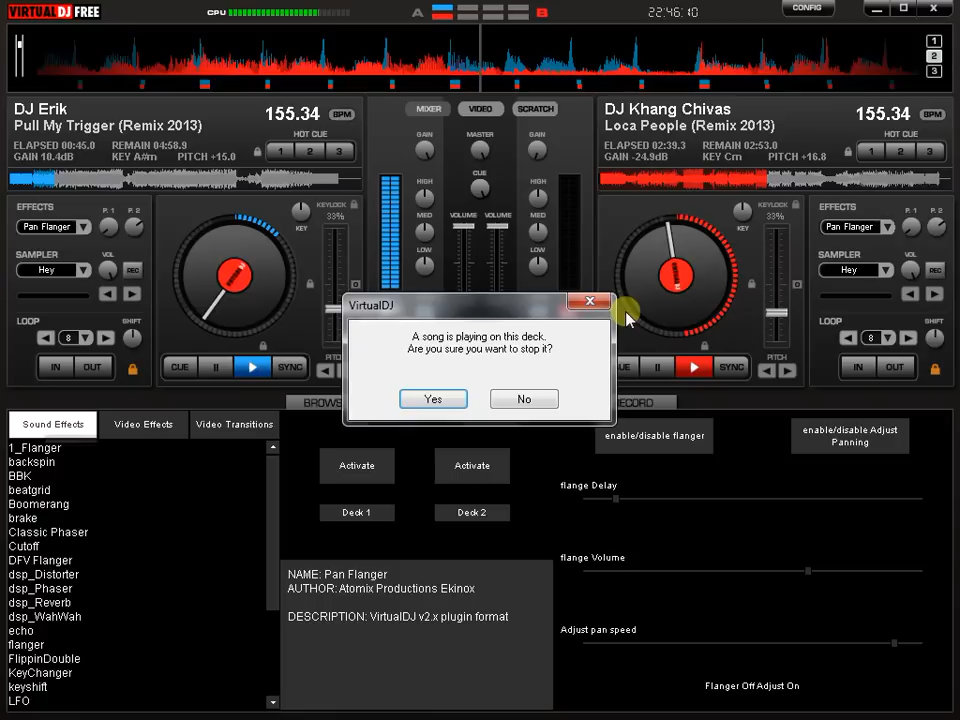 VIRTUAL DJ FREE
CPU
A
B
22:46:10
CONFIG
1
2
3
DJ Erik
155.34 BPM
Pull My Trigger (Remix 2013)
HOT CUE
ELAPSED 00:45.0 REMAIN 04:58.9
GAIN 10.4dB KEY A#m PITCH +15.0
1 2 3
MIXER VIDEO SCRATCH
GAIN MASTER GAIN
CUE
HIGH HIGH
MED VOLUME VOLUME MED
LOW LOW
DJ Khang Chivas
155.34 BPM
Loca People (Remix 2013)
HOT CUE
ELAPSED 02:39.3 REMAIN 02:53.0
GAIN -24.9dB KEY Cm PITCH +16.8
1 2 3
EFFECTS P. 1 P. 2
Pan Flanger
SAMPLER VOL
Hey REC
LOOP SHIFT
8
IN OUT
KEYLOCK
33%
KEY
CUE SYNC
PITCH
KEYLOCK
33%
KEY
CUE SYNC
PITCH
EFFECTS P. 1 P. 2
Pan Flanger
SAMPLER VOL
Hey REC
LOOP SHIFT
8
IN OUT
VirtualDJ
A song is playing on this deck.
Are you sure you want to stop it?
Yes No
BROWS
RECORD
Sound Effects Video Effects Video Transitions
1_Flanger
backspin
BBK
beatgrid
Boomerang
brake
Classic Phaser
Cutoff
DFV Flanger
dsp_Distorter
dsp_Phaser
dsp_Reverb
dsp_WahWah
echo
flanger
FlippinDouble
KeyChanger
keyshift
LFO
Activate Activate
Deck 1 Deck 2
NAME: Pan Flanger
AUTHOR: Atomix Productions Ekinox
DESCRIPTION: VirtualDJ v2.x plugin format
enable/disable flanger
enable/disable Adjust
Panning
flange Delay
flange Volume
Adjust pan speed
Flanger Off Adjust On